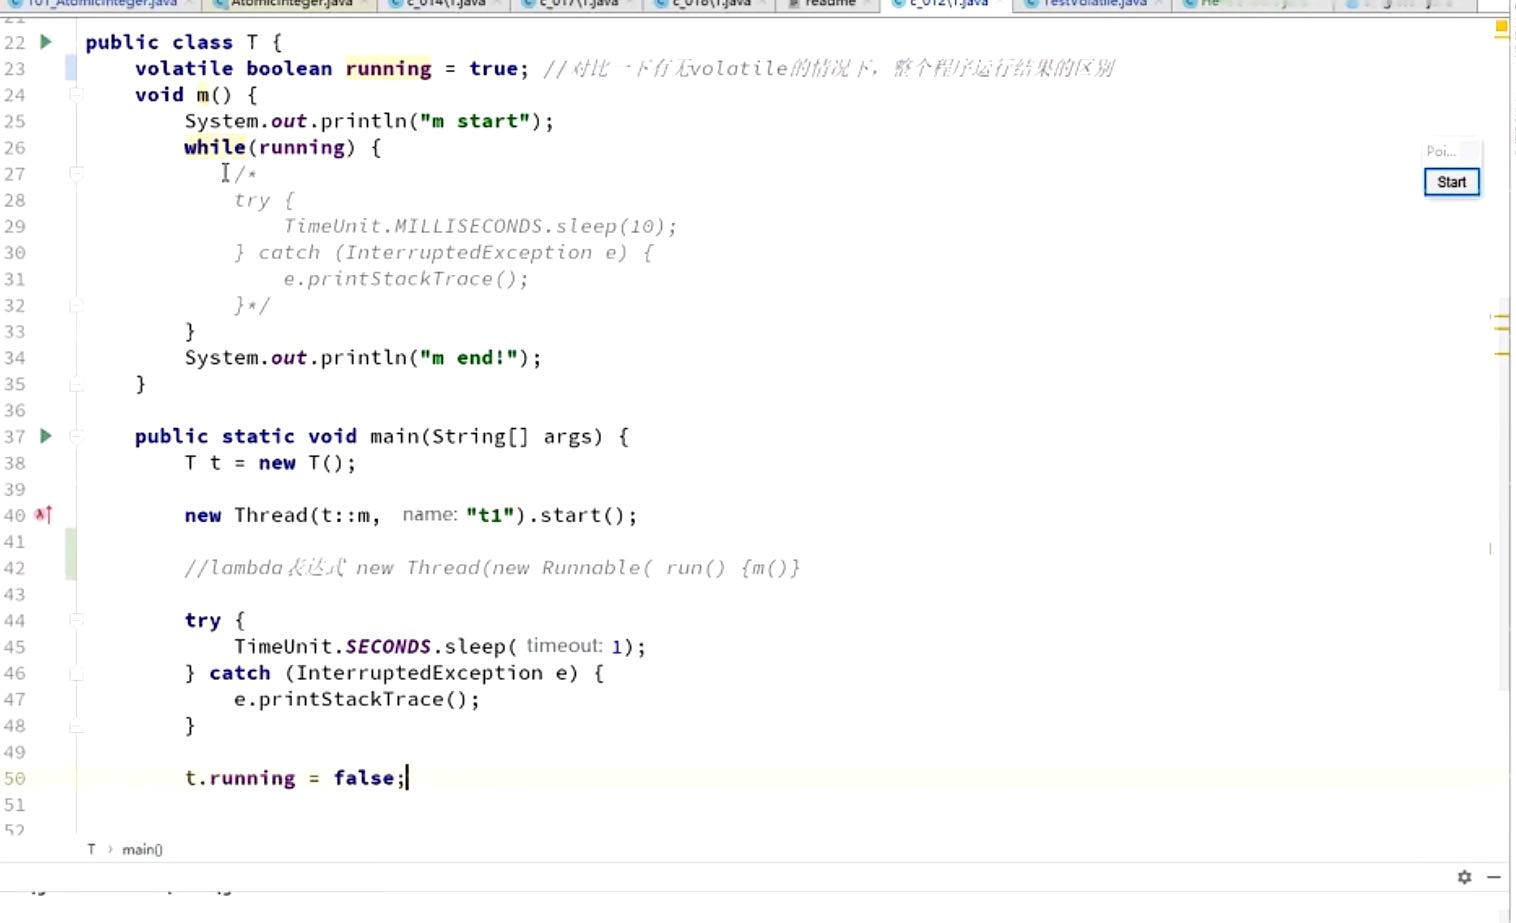 101_AtomicInteger.java AtomicInteger.java c_014\T.java c_017\T.java c_018\T.java readme c_012\T.java TestVolatile.java
22 public class T {
23 volatile boolean running = true; //对比一下有无volatile的情况下，整个程序运行结果的区别
24 void m() {
25 System.out.println("m start");
26 while(running) {
27 /*
28 try {
29 TimeUnit.MILLISECONDS.sleep(10);
30 } catch (InterruptedException e) {
31 e.printStackTrace();
32 }*/
33 }
34 System.out.println("m end!");
35 }
36
37 public static void main(String[] args) {
38 T t = new T();
39
40 new Thread(t::m, name: "t1").start();
41
42 //lambda表达式 new Thread(new Runnable( run() {m()}
43
44 try {
45 TimeUnit.SECONDS.sleep( timeout: 1);
46 } catch (InterruptedException e) {
47 e.printStackTrace();
48 }
49
50 t.running = false;
51
52
Poi...
Start
T › main()